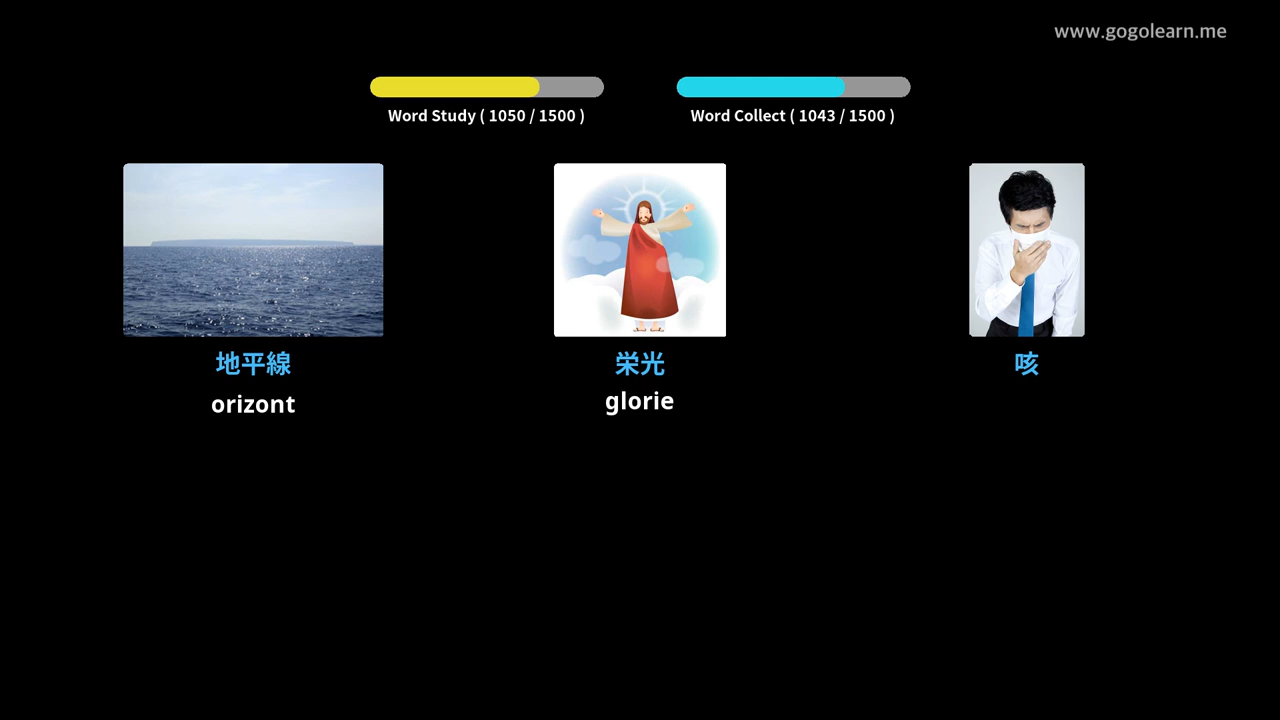 www.gogolearn.me
Word Study ( 1050 / 1500 )
Word Collect ( 1043 / 1500 )
地平線
栄光
咳
orizont
glorie